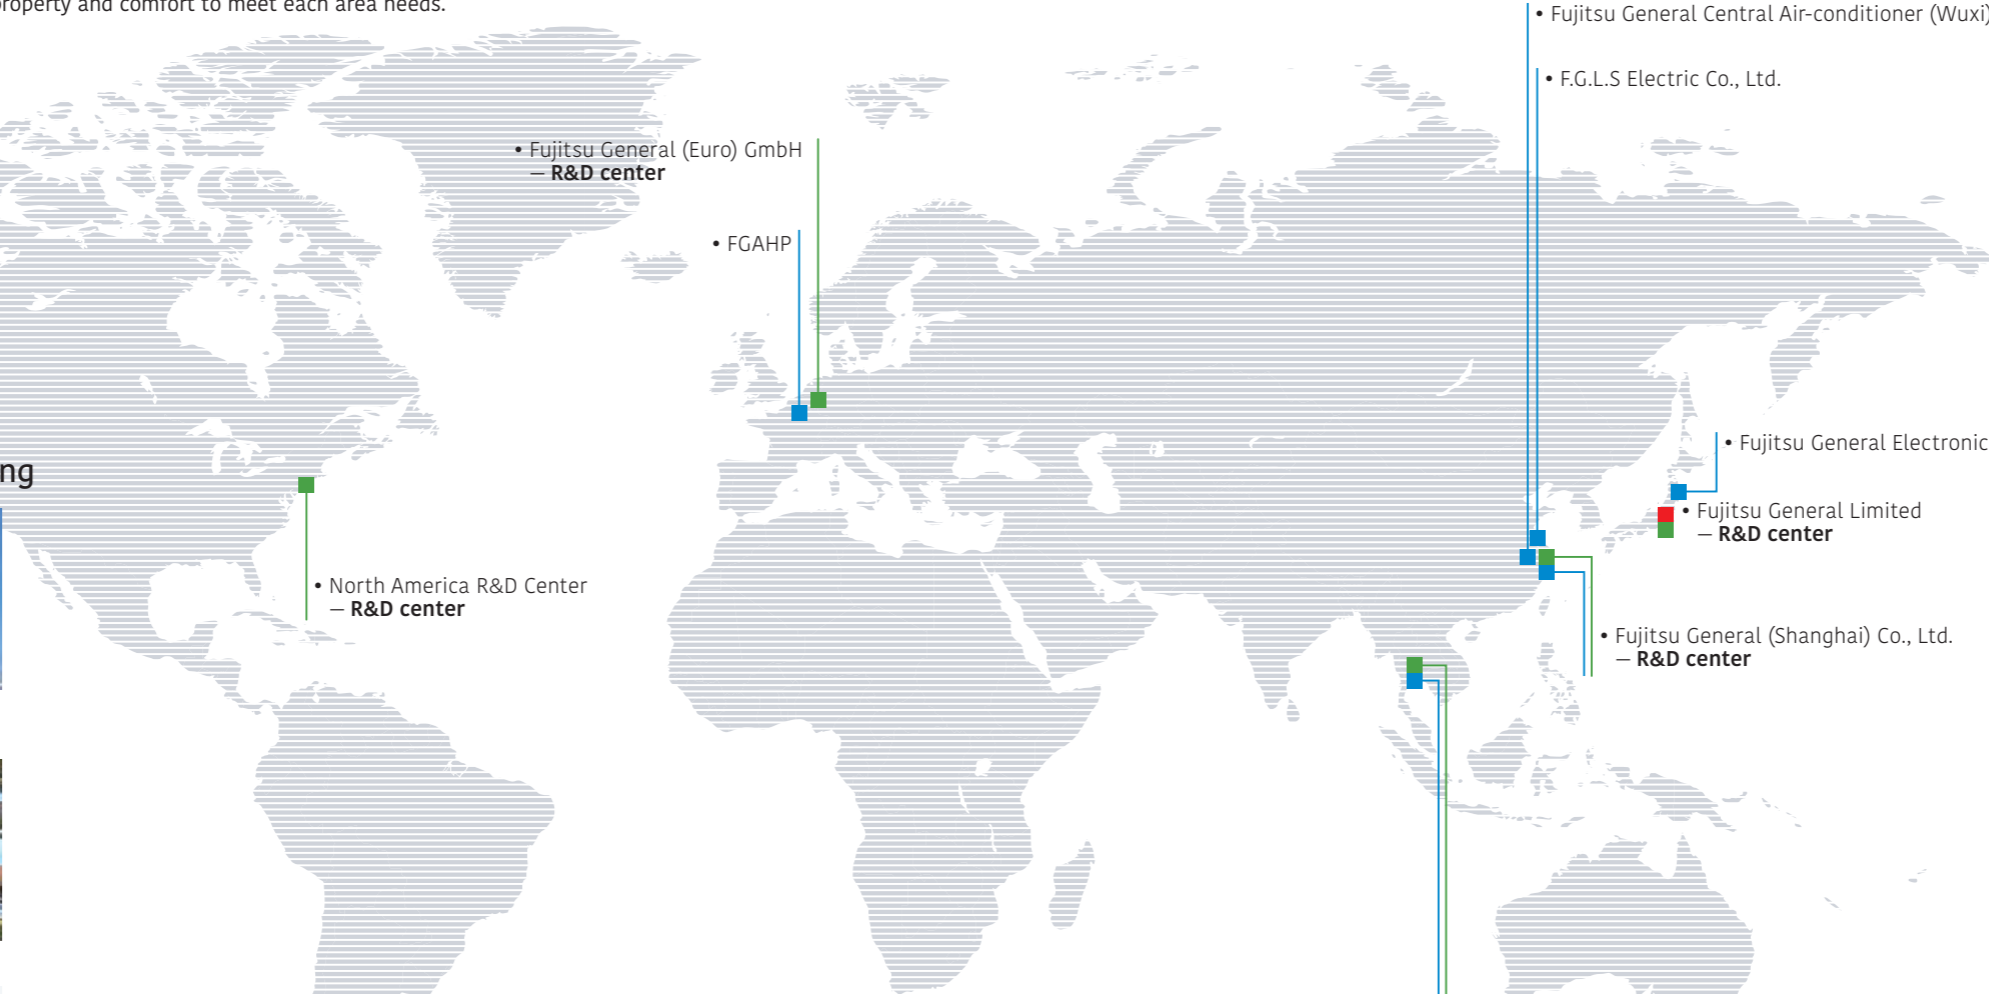 property and comfort to meet each area needs.
• Fujitsu General Central Air-conditioner (Wuxi)
• F.G.L.S Electric Co., Ltd.
• Fujitsu General (Euro) GmbH
— R&D center
• FGAHP
• Fujitsu General Electronic
ng
• Fujitsu General Limited
— R&D center
• North America R&D Center
— R&D center
• Fujitsu General (Shanghai) Co., Ltd.
— R&D center